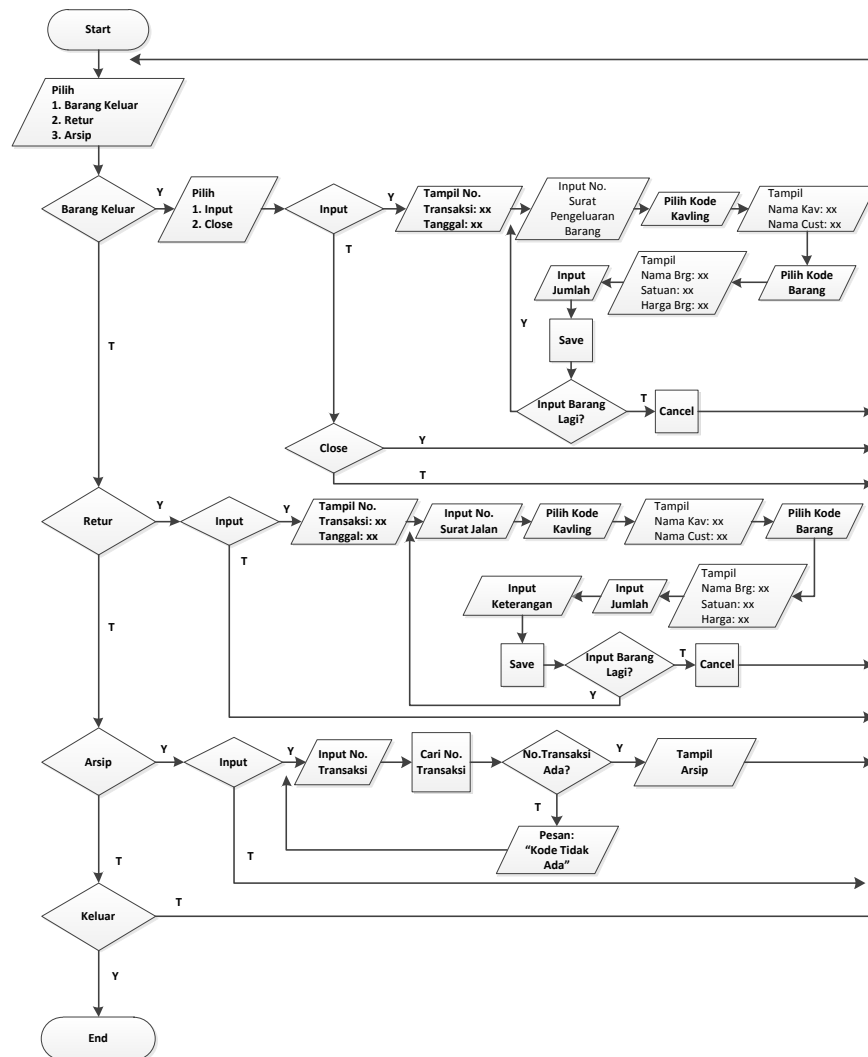 Start
Pilih
1. Barang Keluar
2. Retur
3. Arsip
Barang Keluar
Y
Pilih
1. Input
2. Close
Input
Y
Tampil No.
Transaksi: xx
Tanggal: xx
Input No.
Surat
Pengeluaran
Barang
Pilih Kode
Kavling
Tampil
Nama Kav: xx
Nama Cust: xx
T
Pilih Kode
Barang
Tampil
Nama Brg: xx
Satuan: xx
Harga Brg: xx
Input
Jumlah
Save
Y
Input Barang
Lagi?
T
Cancel
T
Close
Y
T
Retur
Y
Input
Y
Tampil No.
Transaksi: xx
Tanggal: xx
Input No.
Surat Jalan
Pilih Kode
Kavling
Tampil
Nama Kav: xx
Nama Cust: xx
Pilih Kode
Barang
Tampil
Nama Brg: xx
Satuan: xx
Harga: xx
Input
Jumlah
Input
Keterangan
T
T
Save
Input Barang
Lagi?
T
Cancel
Y
Arsip
Y
Input
Y
Input No.
Transaksi
Cari No.
Transaksi
No.Transaksi
Ada?
Y
Tampil
Arsip
T
Pesan:
“Kode Tidak
Ada”
T
T
Keluar
T
Y
End